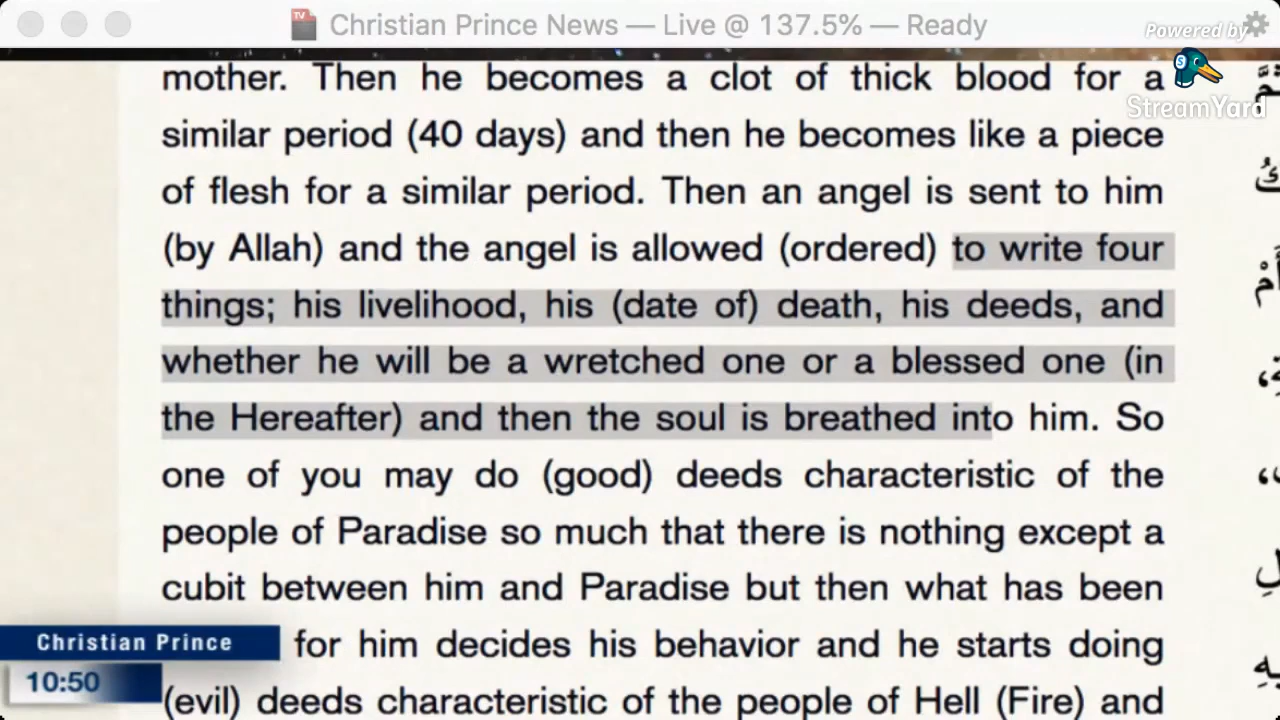 Christian Prince News — Live @ 137.5% — Ready
Powered by
StreamYard
mother. Then he becomes a clot of thick blood for a
similar period (40 days) and then he becomes like a piece
of flesh for a similar period. Then an angel is sent to him
(by Allah) and the angel is allowed (ordered) to write four
things; his livelihood, his (date of) death, his deeds, and
whether he will be a wretched one or a blessed one (in
the Hereafter) and then the soul is breathed into him. So
one of you may do (good) deeds characteristic of the
people of Paradise so much that there is nothing except a
cubit between him and Paradise but then what has been
for him decides his behavior and he starts doing
(evil) deeds characteristic of the people of Hell (Fire) and
Christian Prince
10:50